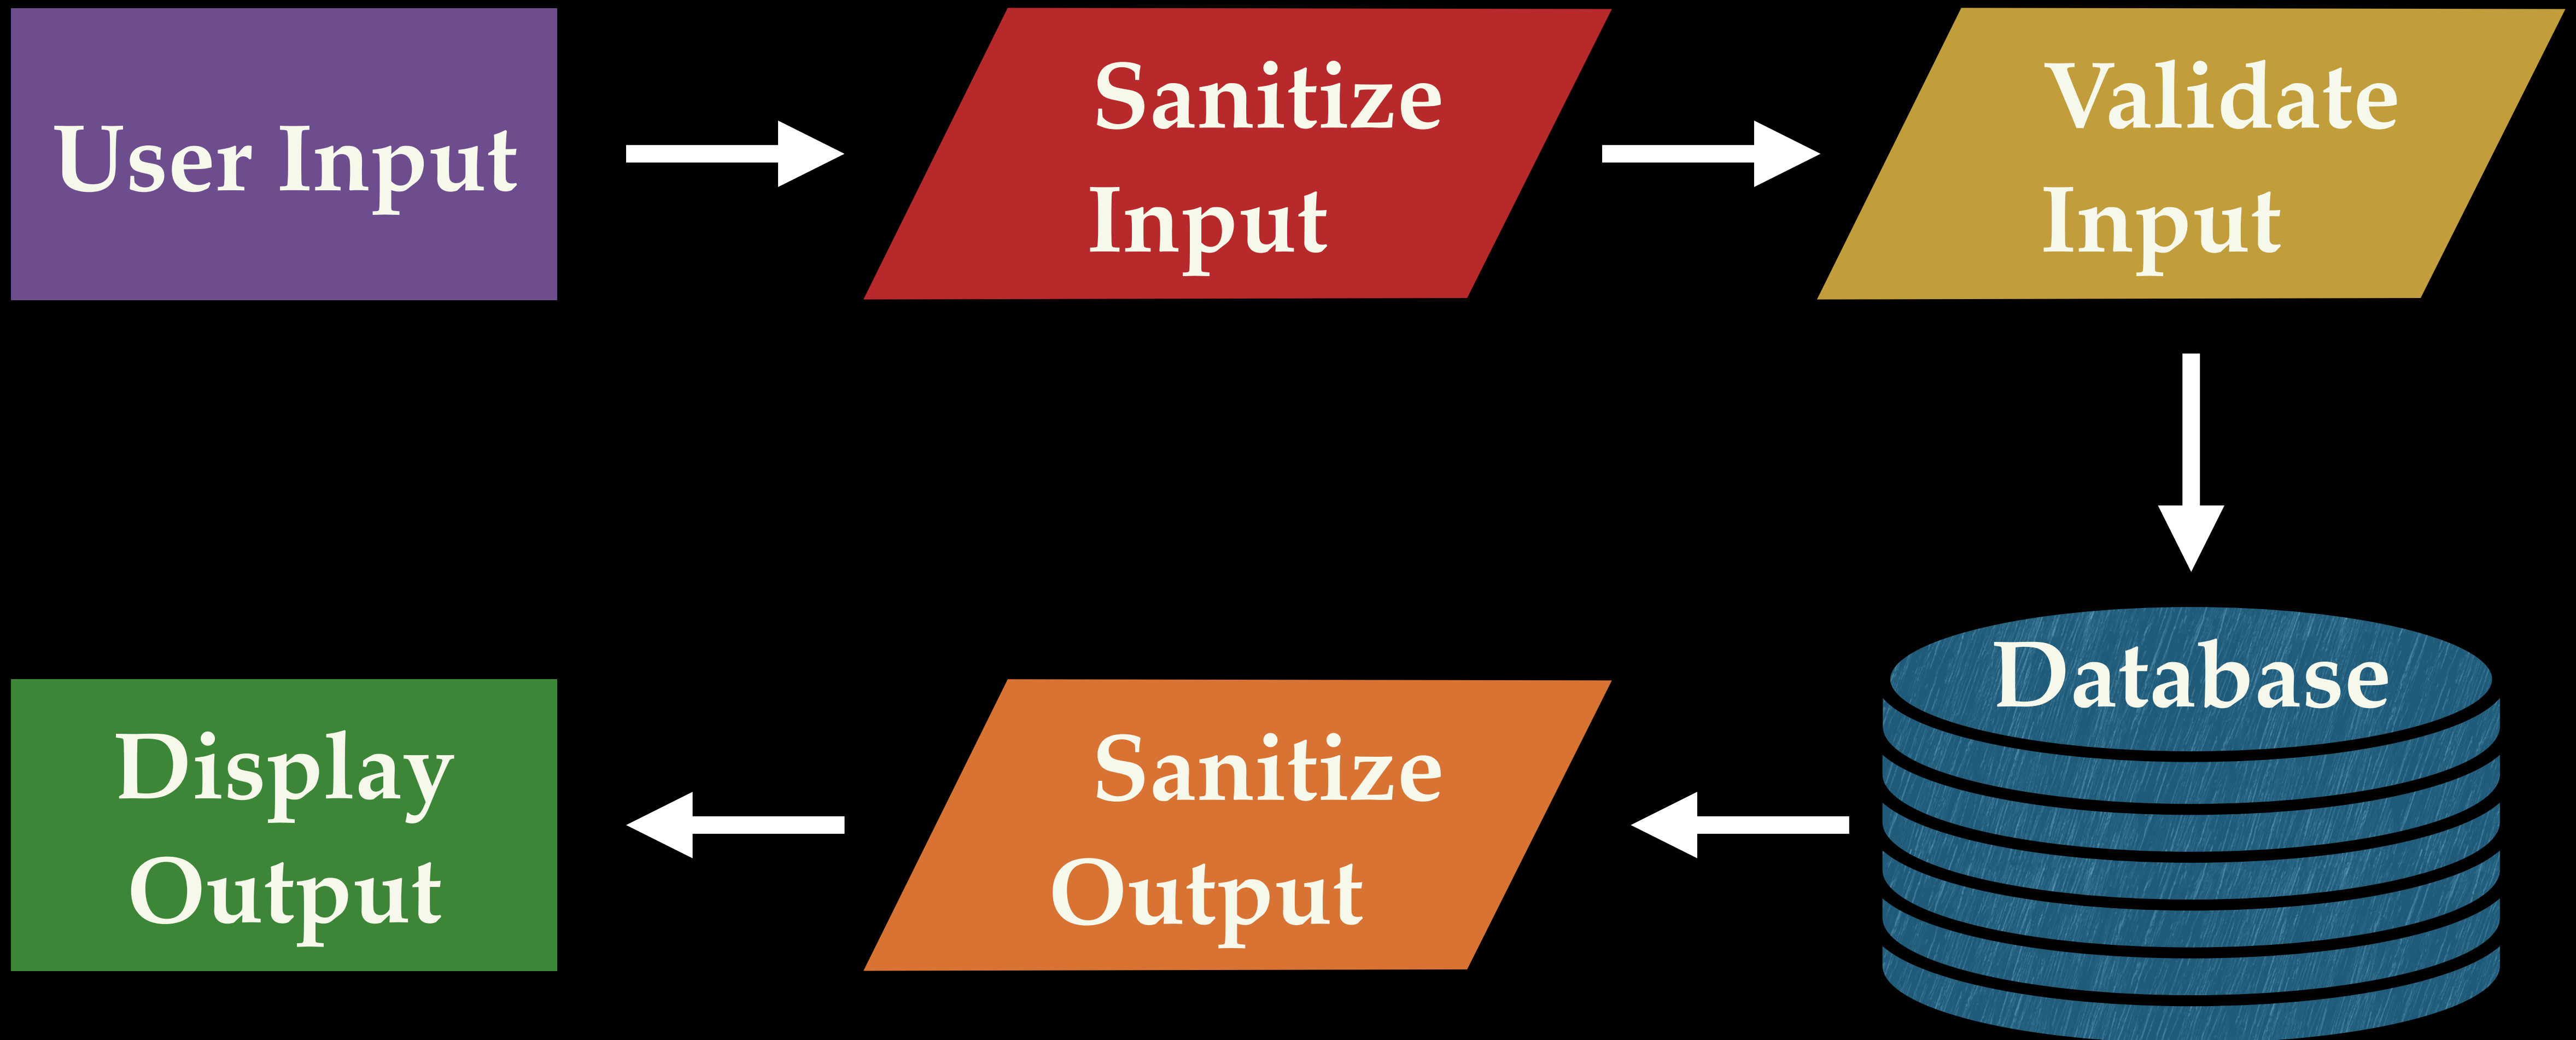 User Input
Sanitize
Input
Validate
Input
Database
Sanitize
Output
Display
Output